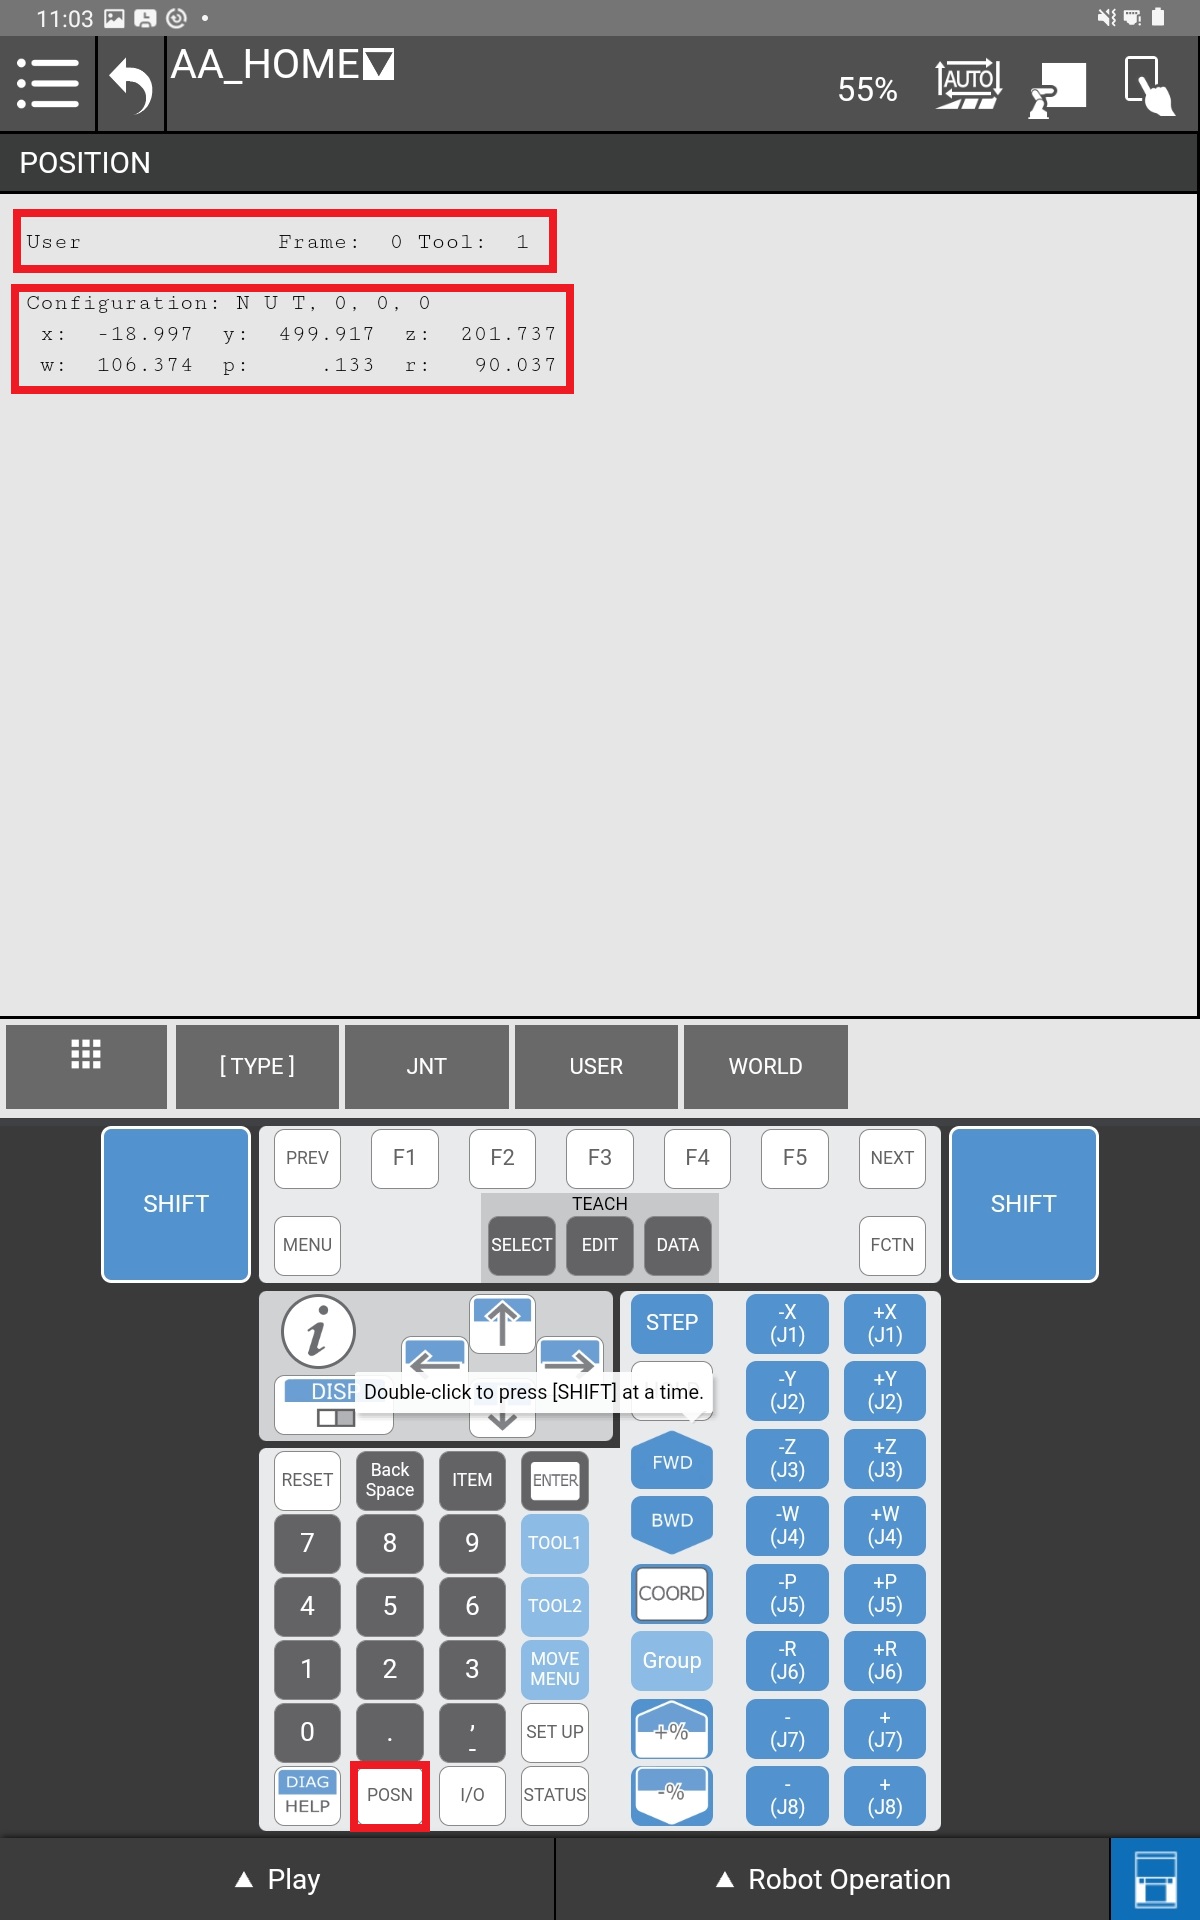 11:03
AA_HOME
55%
AUTO
POSITION
User Frame: 0 Tool: 1
Configuration: N U T, 0, 0, 0
x: -18.997 y: 499.917 z: 201.737
w: 106.374 p: .133 r: 90.037
[ TYPE ] JNT USER WORLD
SHIFT
PREV F1 F2 F3 F4 F5 NEXT
SHIFT
TEACH
MENU SELECT EDIT DATA FCTN
i
STEP
-X (J1) +X (J1)
Double-click to press [SHIFT] at a time.
-Y (J2) +Y (J2)
RESET Back Space ITEM ENTER
FWD
-Z (J3) +Z (J3)
7 8 9 TOOL1
BWD
-W (J4) +W (J4)
4 5 6 TOOL2
COORD
-P (J5) +P (J5)
1 2 3 MOVE MENU
Group
-R (J6) +R (J6)
0 . , - SET UP
+%
- (J7) + (J7)
DIAG HELP POSN I/O STATUS
-%
- (J8) + (J8)
Play
Robot Operation